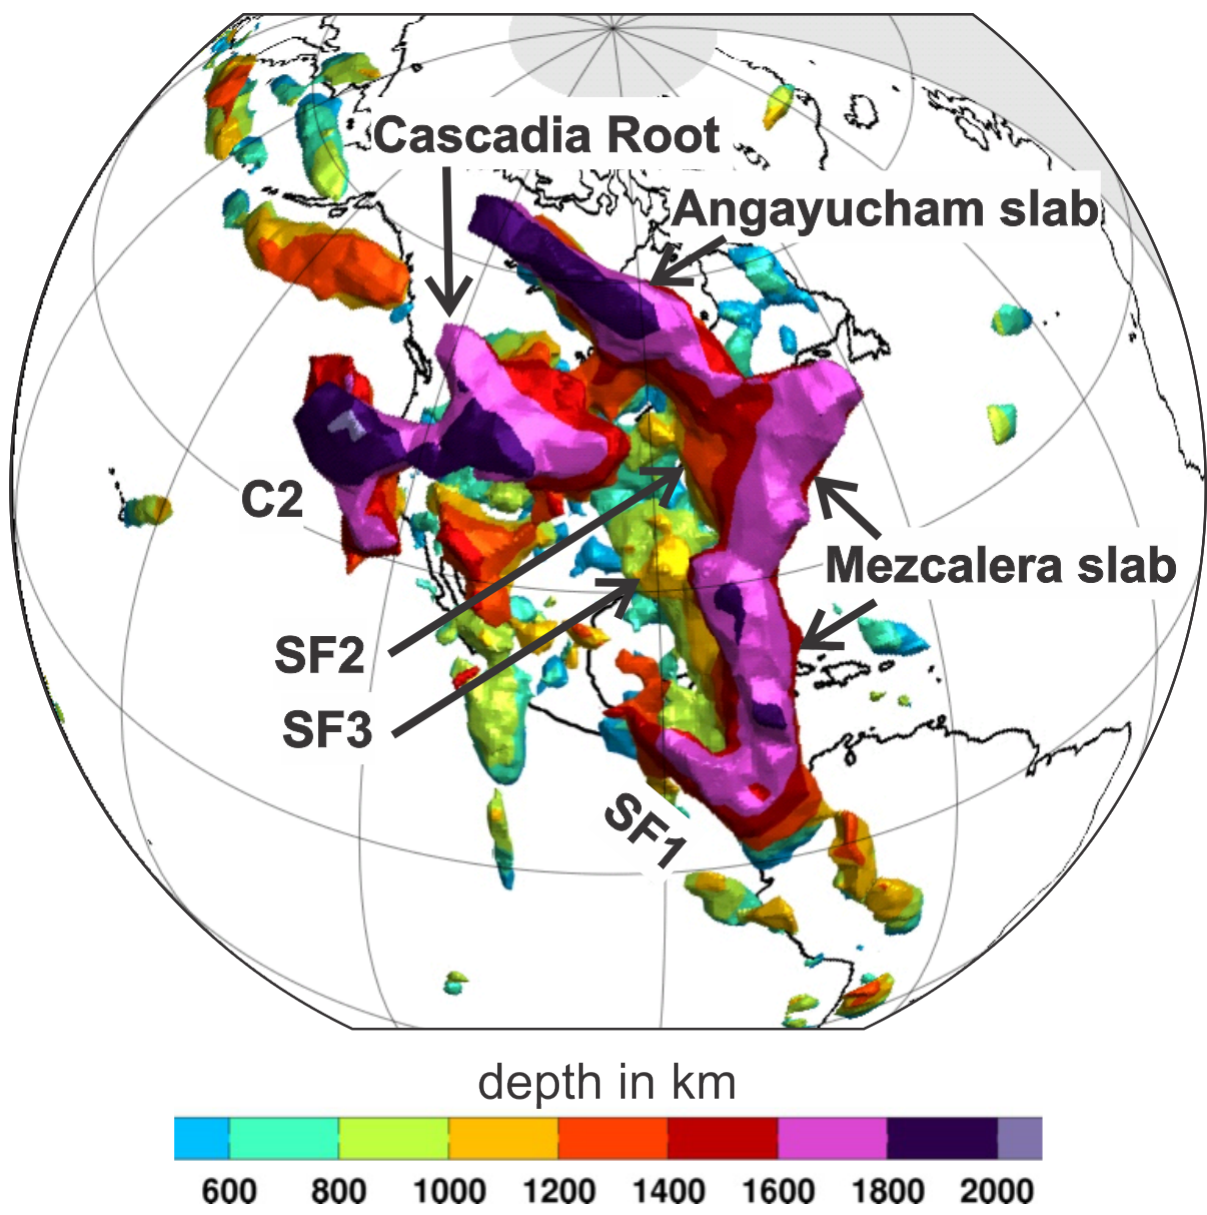 Cascadia Root
Angayucham slab
C2
Mezcalera slab
SF2
SF3
SF1
depth in km
600 800 1000 1200 1400 1600 1800 2000